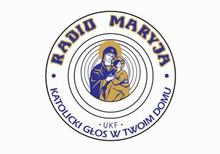 RADIO MARYJA
· UKF ·
KATOLICKI GŁOS W TWOIM DOMU